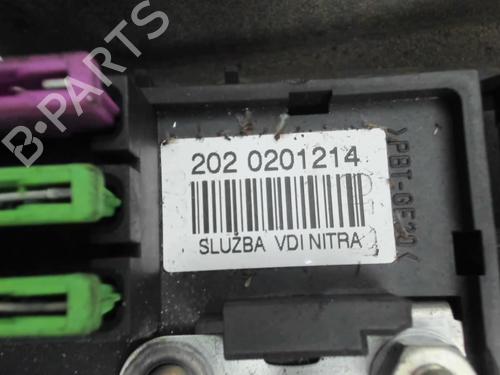 B-PARTS
202 0201214
SLUŽBA VDI NITRA